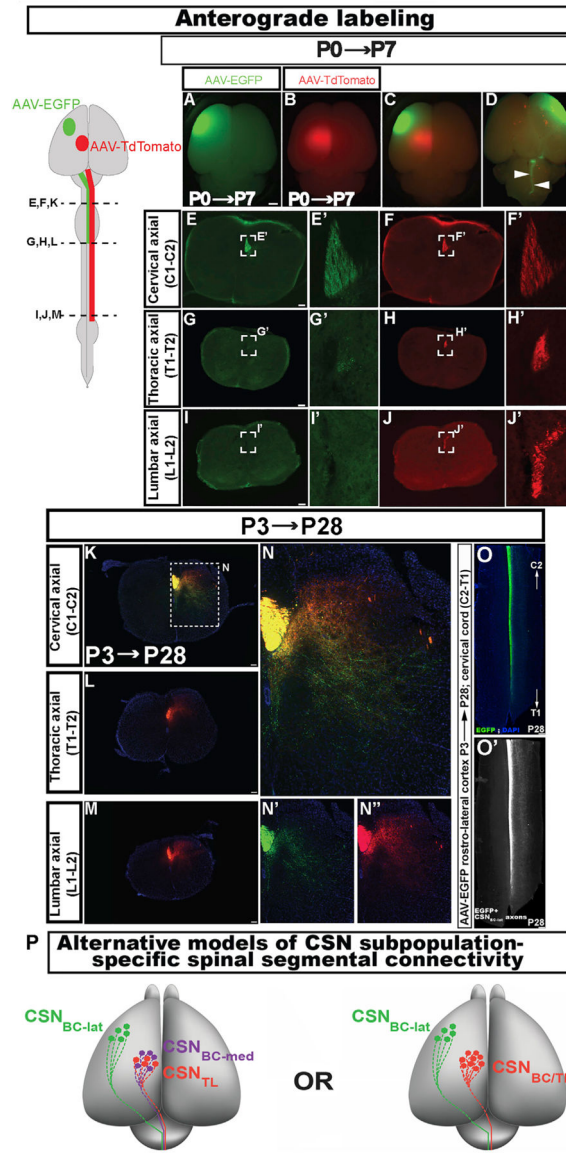 Anterograde labeling
P0→P7
AAV-EGFP
AAV-TdTomato
AAV-EGFP
AAV-TdTomato
E,F,K
G,H,L
I,J,M
A
B
C
D
P0→P7
P0→P7
Cervical axial
(C1-C2)
E
E'
E'
F
F'
F'
Thoracic axial
(T1-T2)
G
G'
G'
H
H'
H'
Lumbar axial
(L1-L2)
I
I'
I'
J
J'
J'
P3→P28
Cervical axial
(C1-C2)
K
N
P3→P28
Thoracic axial
(T1-T2)
L
Lumbar axial
(L1-L2)
M
N
N'
N"
AAV-EGFP rostro-lateral cortex P3 → P28; cervical cord (C2-T1)
O
C2
T1
EGFP; DAPI
P28
O'
EGFP+
CSNBC-lat axons
P28
P
Alternative models of CSN subpopulation-
specific spinal segmental connectivity
CSNBC-lat
CSNBC-med
CSNTL
OR
CSNBC-lat
CSNBC/TL